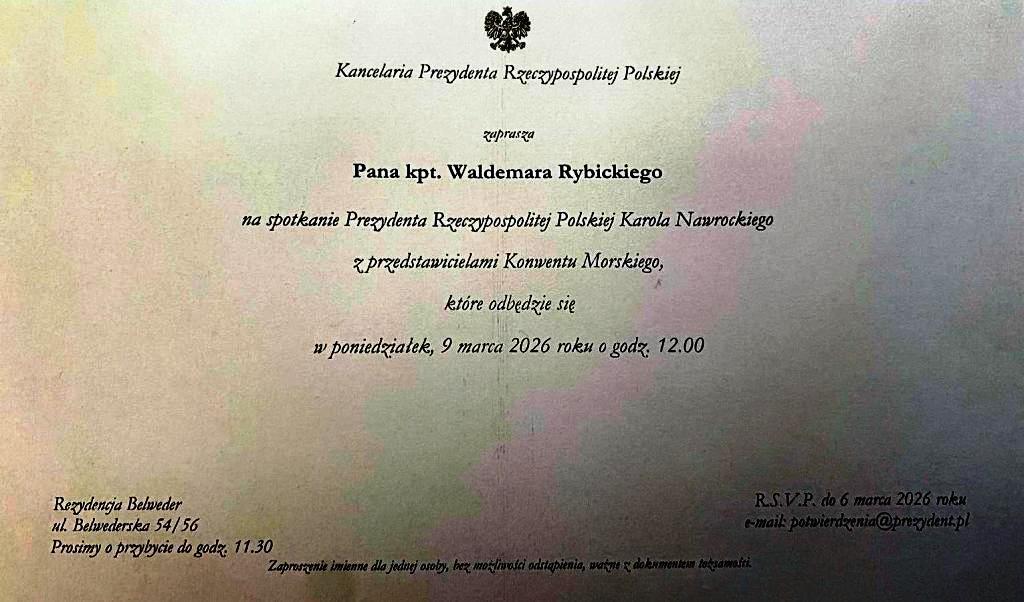 Kancelaria Prezydenta Rzeczypospolitej Polskiej
zaprasza
Pana kpt. Waldemara Rybickiego
na spotkanie Prezydenta Rzeczypospolitej Polskiej Karola Nawrockiego
z przedstawicielami Konwentu Morskiego,
które odbędzie się
w poniedziałek, 9 marca 2026 roku o godz. 12.00
Rezydencja Belweder
ul. Belwederska 54/56
Prosimy o przybycie do godz. 11.30
R.S.V.P. do 6 marca 2026 roku
e-mail: potwierdzenia@prezydent.pl
Zaproszenie imienne dla jednej osoby, bez możliwości odstąpienia, ważne z dokumentem tożsamości.